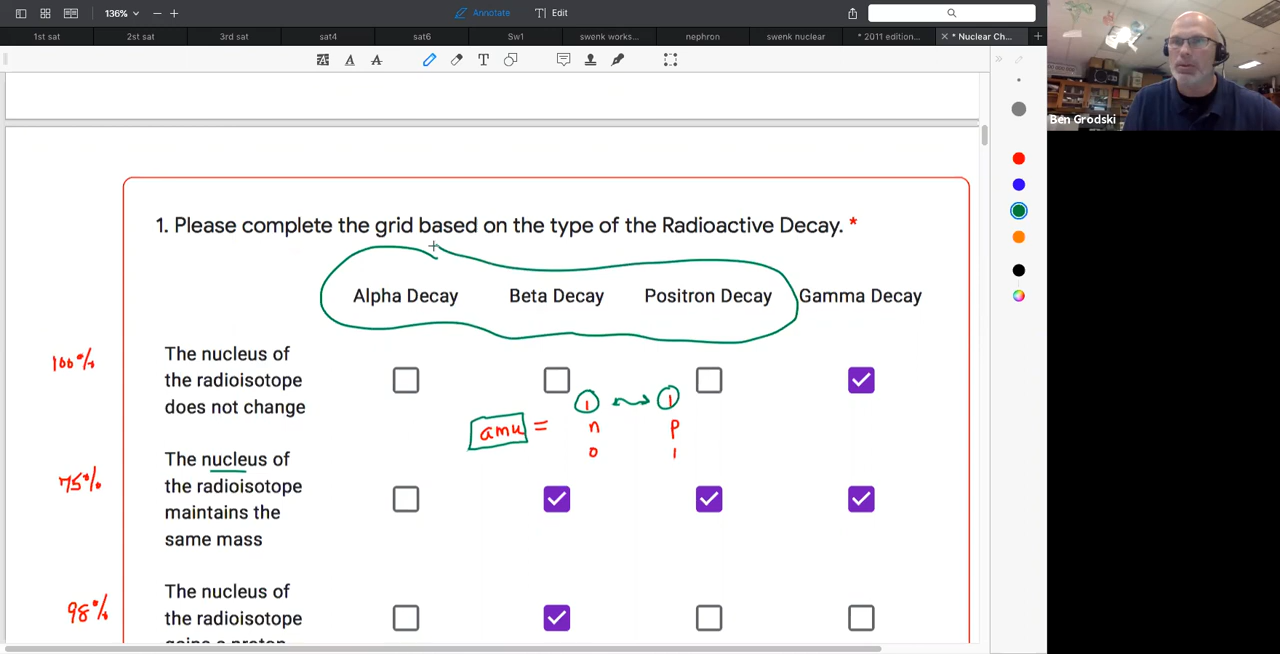 136%
Annotate
Edit
1st sat
2st sat
3rd sat
sat4
sat6
Sw1
swenk works...
nephron
swenk nuclear
* 2011 edition...
* Nuclear Ch...
Ben Grodski
1. Please complete the grid based on the type of the Radioactive Decay. *
Alpha Decay Beta Decay Positron Decay Gamma Decay
100%
The nucleus of
the radioisotope
does not change
1 1
amu = n p
0 1
75%
The nucleus of
the radioisotope
maintains the
same mass
98%
The nucleus of
the radioisotope
gains a proton